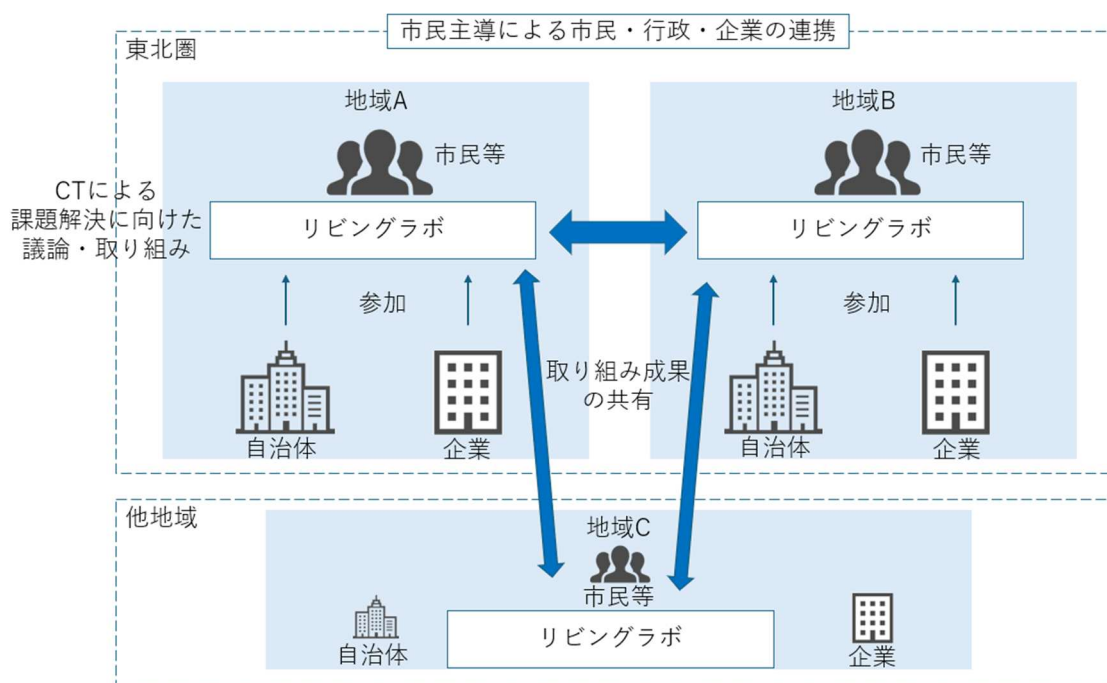 市民主導による市民・行政・企業の連携
東北圏
地域A
市民等
CTによる
課題解決に向けた
議論・取り組み
リビングラボ
参加
自治体
企業
地域B
市民等
リビングラボ
参加
自治体
企業
取り組み成果
の共有
他地域
地域C
市民等
リビングラボ
自治体
企業